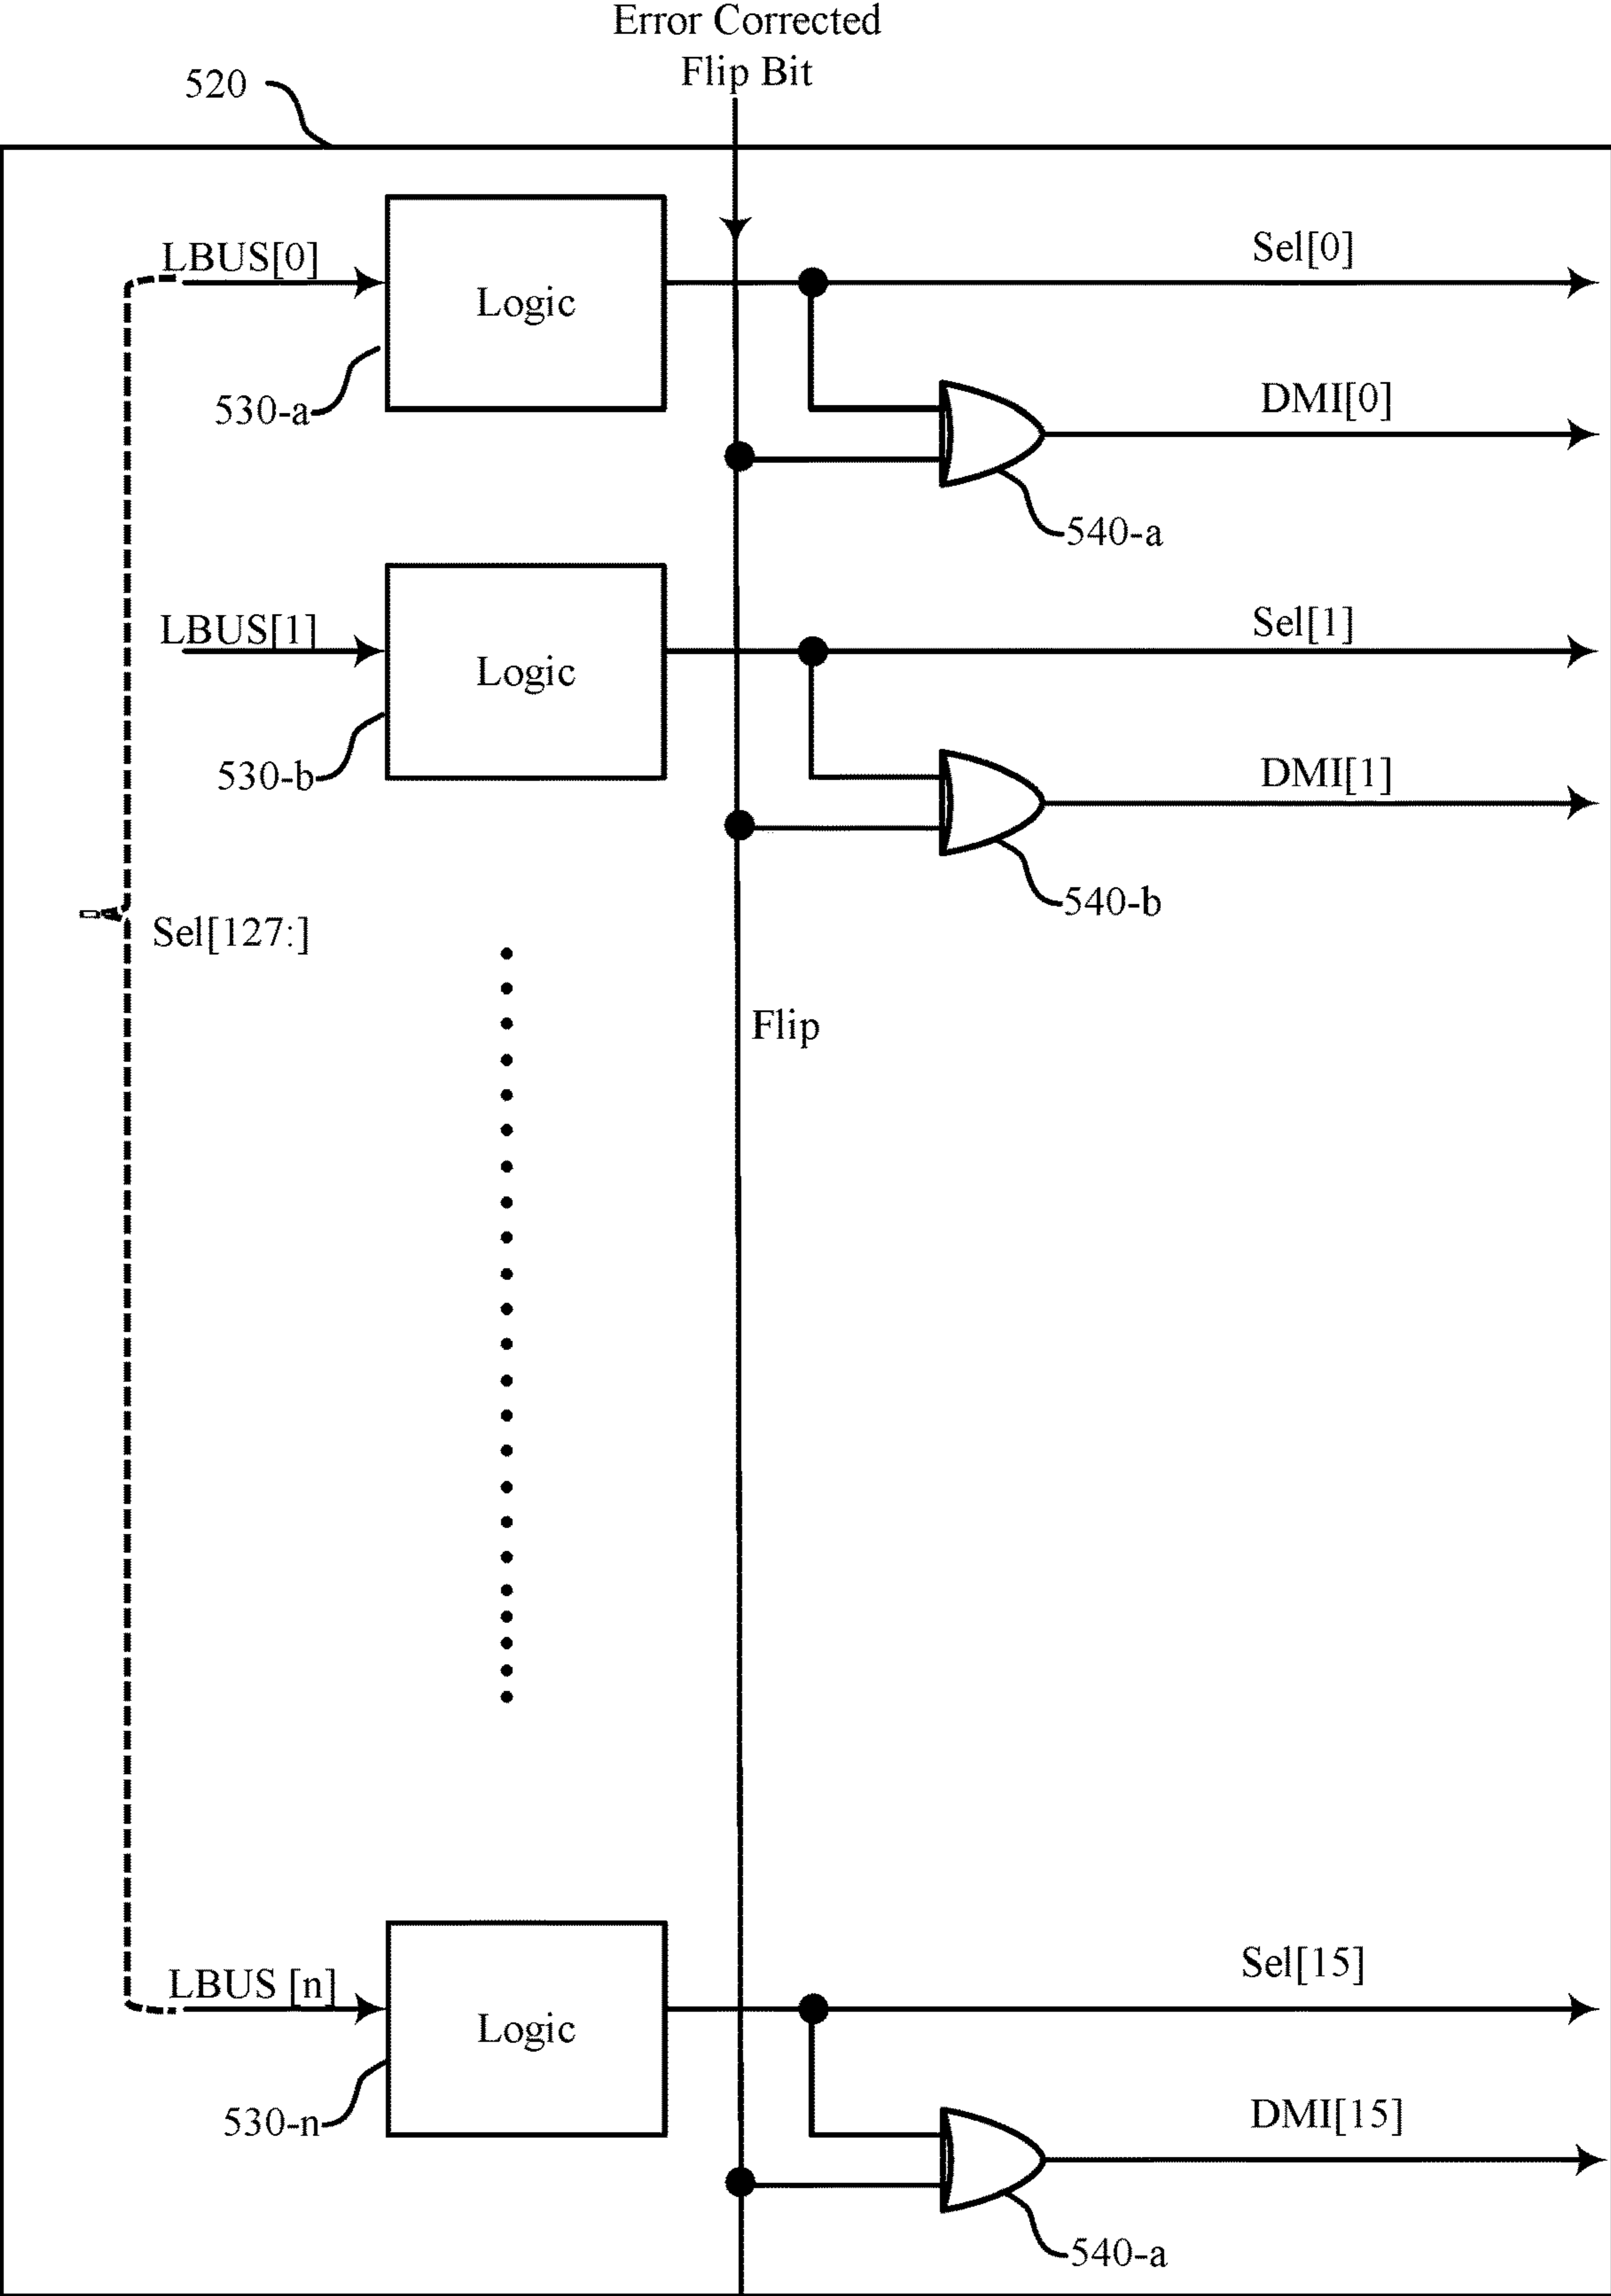 Error Corrected
Flip Bit
520
LBUS[0]
Logic
Sel[0]
530-a
DMI[0]
540-a
LBUS[1]
Logic
Sel[1]
530-b
DMI[1]
540-b
Sel[127:]
Flip
LBUS [n]
Logic
Sel[15]
530-n
DMI[15]
540-a